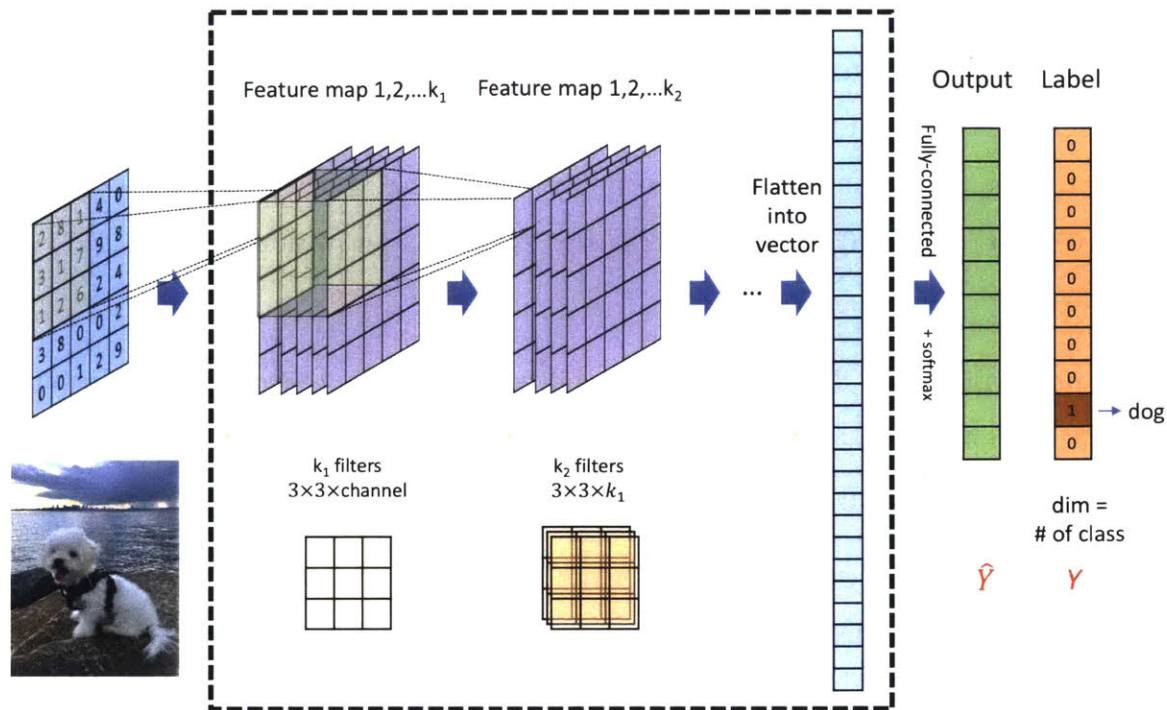 Feature map 1,2,...k₁
Feature map 1,2,...k₂
Output
Label
2 8 1 4 0
3 1 7 9 8
1 2 6 2 4
3 8 0 0 2
0 0 1 2 9
...
Flatten
into
vector
Fully-connected
+ softmax
0
0
0
0
0
0
0
0
1
0
dog
k₁ filters
3×3×channel
k₂ filters
3×3×k₁
dim =
# of class
Ŷ
Y